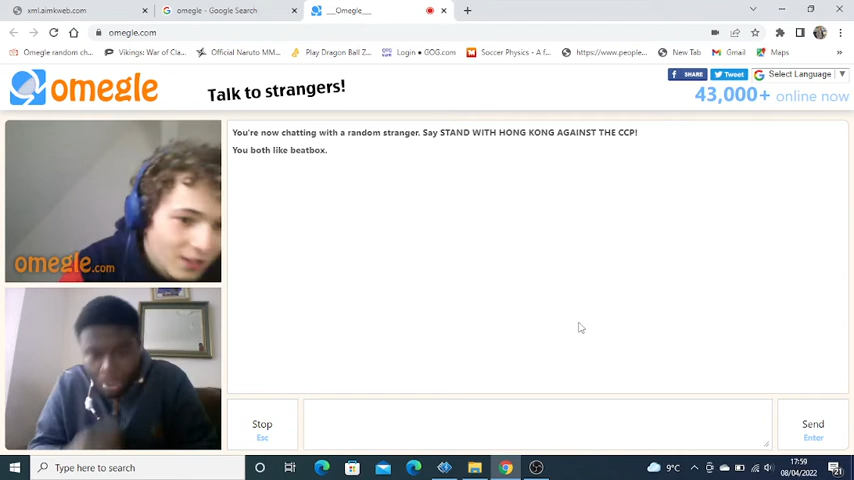 xml.aimkweb.com
omegle - Google Search
___Omegle___
omegle.com
Omegle random ch...
Vikings: War of Cla...
Official Naruto MM...
Play Dragon Ball Z...
Login ● GOG.com
Soccer Physics - A f...
https://www.people...
New Tab
Gmail
Maps
omegle
Talk to strangers!
SHARE
Tweet
Select Language
43,000+ online now
You're now chatting with a random stranger. Say STAND WITH HONG KONG AGAINST THE CCP!
You both like beatbox.
omegle.com
Stop
Esc
Send
Enter
Type here to search
9°C
17:59
08/04/2022
21